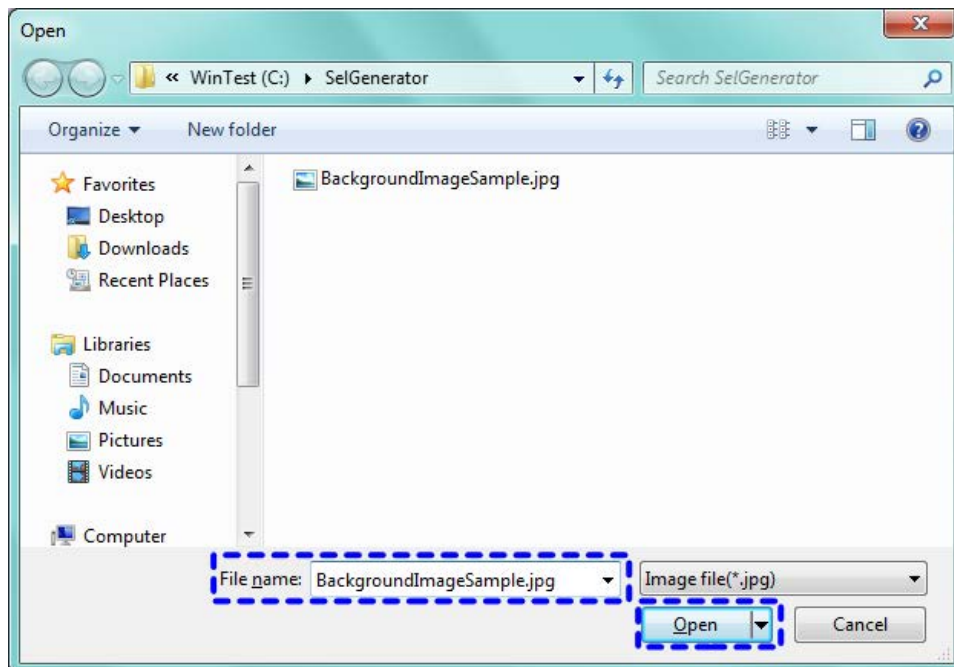 Open
« WinTest (C:) ▸ SelGenerator
Search SelGenerator
Organize
New folder
Favorites
Desktop
Downloads
Recent Places
Libraries
Documents
Music
Pictures
Videos
Computer
BackgroundImageSample.jpg
File name: BackgroundImageSample.jpg
Image file(*.jpg)
Open
Cancel